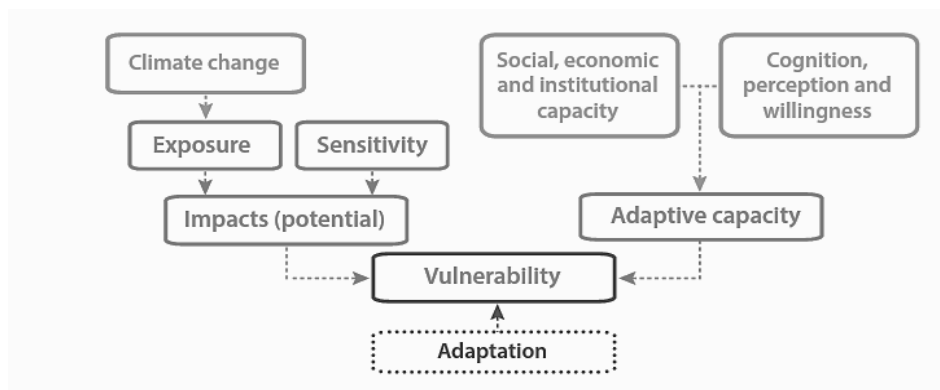 Climate change
Social, economic
and institutional
capacity
Cognition,
perception and
willingness
Exposure
Sensitivity
Impacts (potential)
Adaptive capacity
Vulnerability
Adaptation